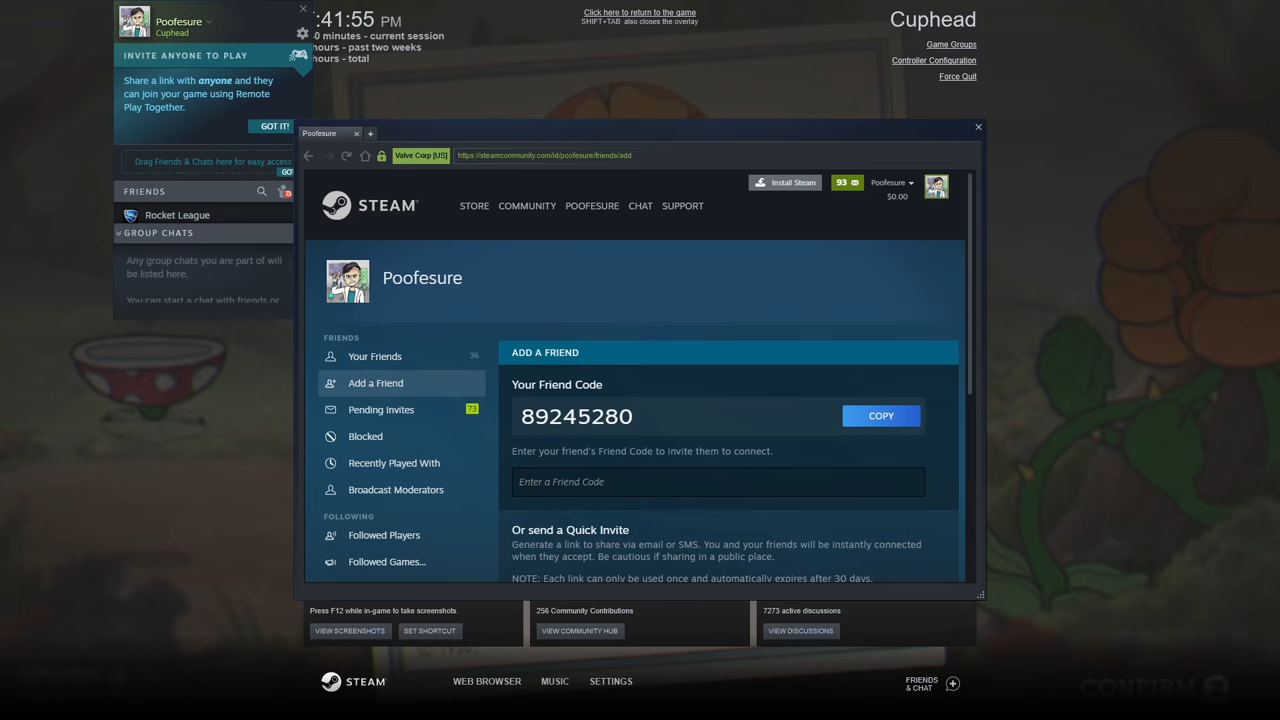 Poofesure
Cuphead
INVITE ANYONE TO PLAY
Share a link with anyone and they
can join your game using Remote
Play Together.
GOT IT!
Drag Friends & Chats here for easy access
GO
FRIENDS
73
Rocket League
GROUP CHATS
Any group chats you are part of will
be listed here.
You can start a chat with friends or
:41:55 PM
0 minutes - current session
hours - past two weeks
hours - total
Click here to return to the game
SHIFT+TAB also closes the overlay
Cuphead
Game Groups
Controller Configuration
Force Quit
Poofesure
Valve Corp [US]
https://steamcommunity.com/id/poofesure/friends/add
Install Steam
93
Poofesure
$0.00
STEAM
STORE COMMUNITY POOFESURE CHAT SUPPORT
Poofesure
FRIENDS
Your Friends 36
Add a Friend
Pending Invites 73
Blocked
Recently Played With
Broadcast Moderators
FOLLOWING
Followed Players
Followed Games...
ADD A FRIEND
Your Friend Code
89245280
COPY
Enter your friend's Friend Code to invite them to connect.
Enter a Friend Code
Or send a Quick Invite
Generate a link to share via email or SMS. You and your friends will be instantly connected
when they accept. Be cautious if sharing in a public place.
NOTE: Each link can only be used once and automatically expires after 30 days.
Press F12 while in-game to take screenshots.
VIEW SCREENSHOTS
SET SHORTCUT
256 Community Contributions
VIEW COMMUNITY HUB
7273 active discussions
VIEW DISCUSSIONS
STEAM
WEB BROWSER MUSIC SETTINGS
FRIENDS
& CHAT
CONFIRM Z